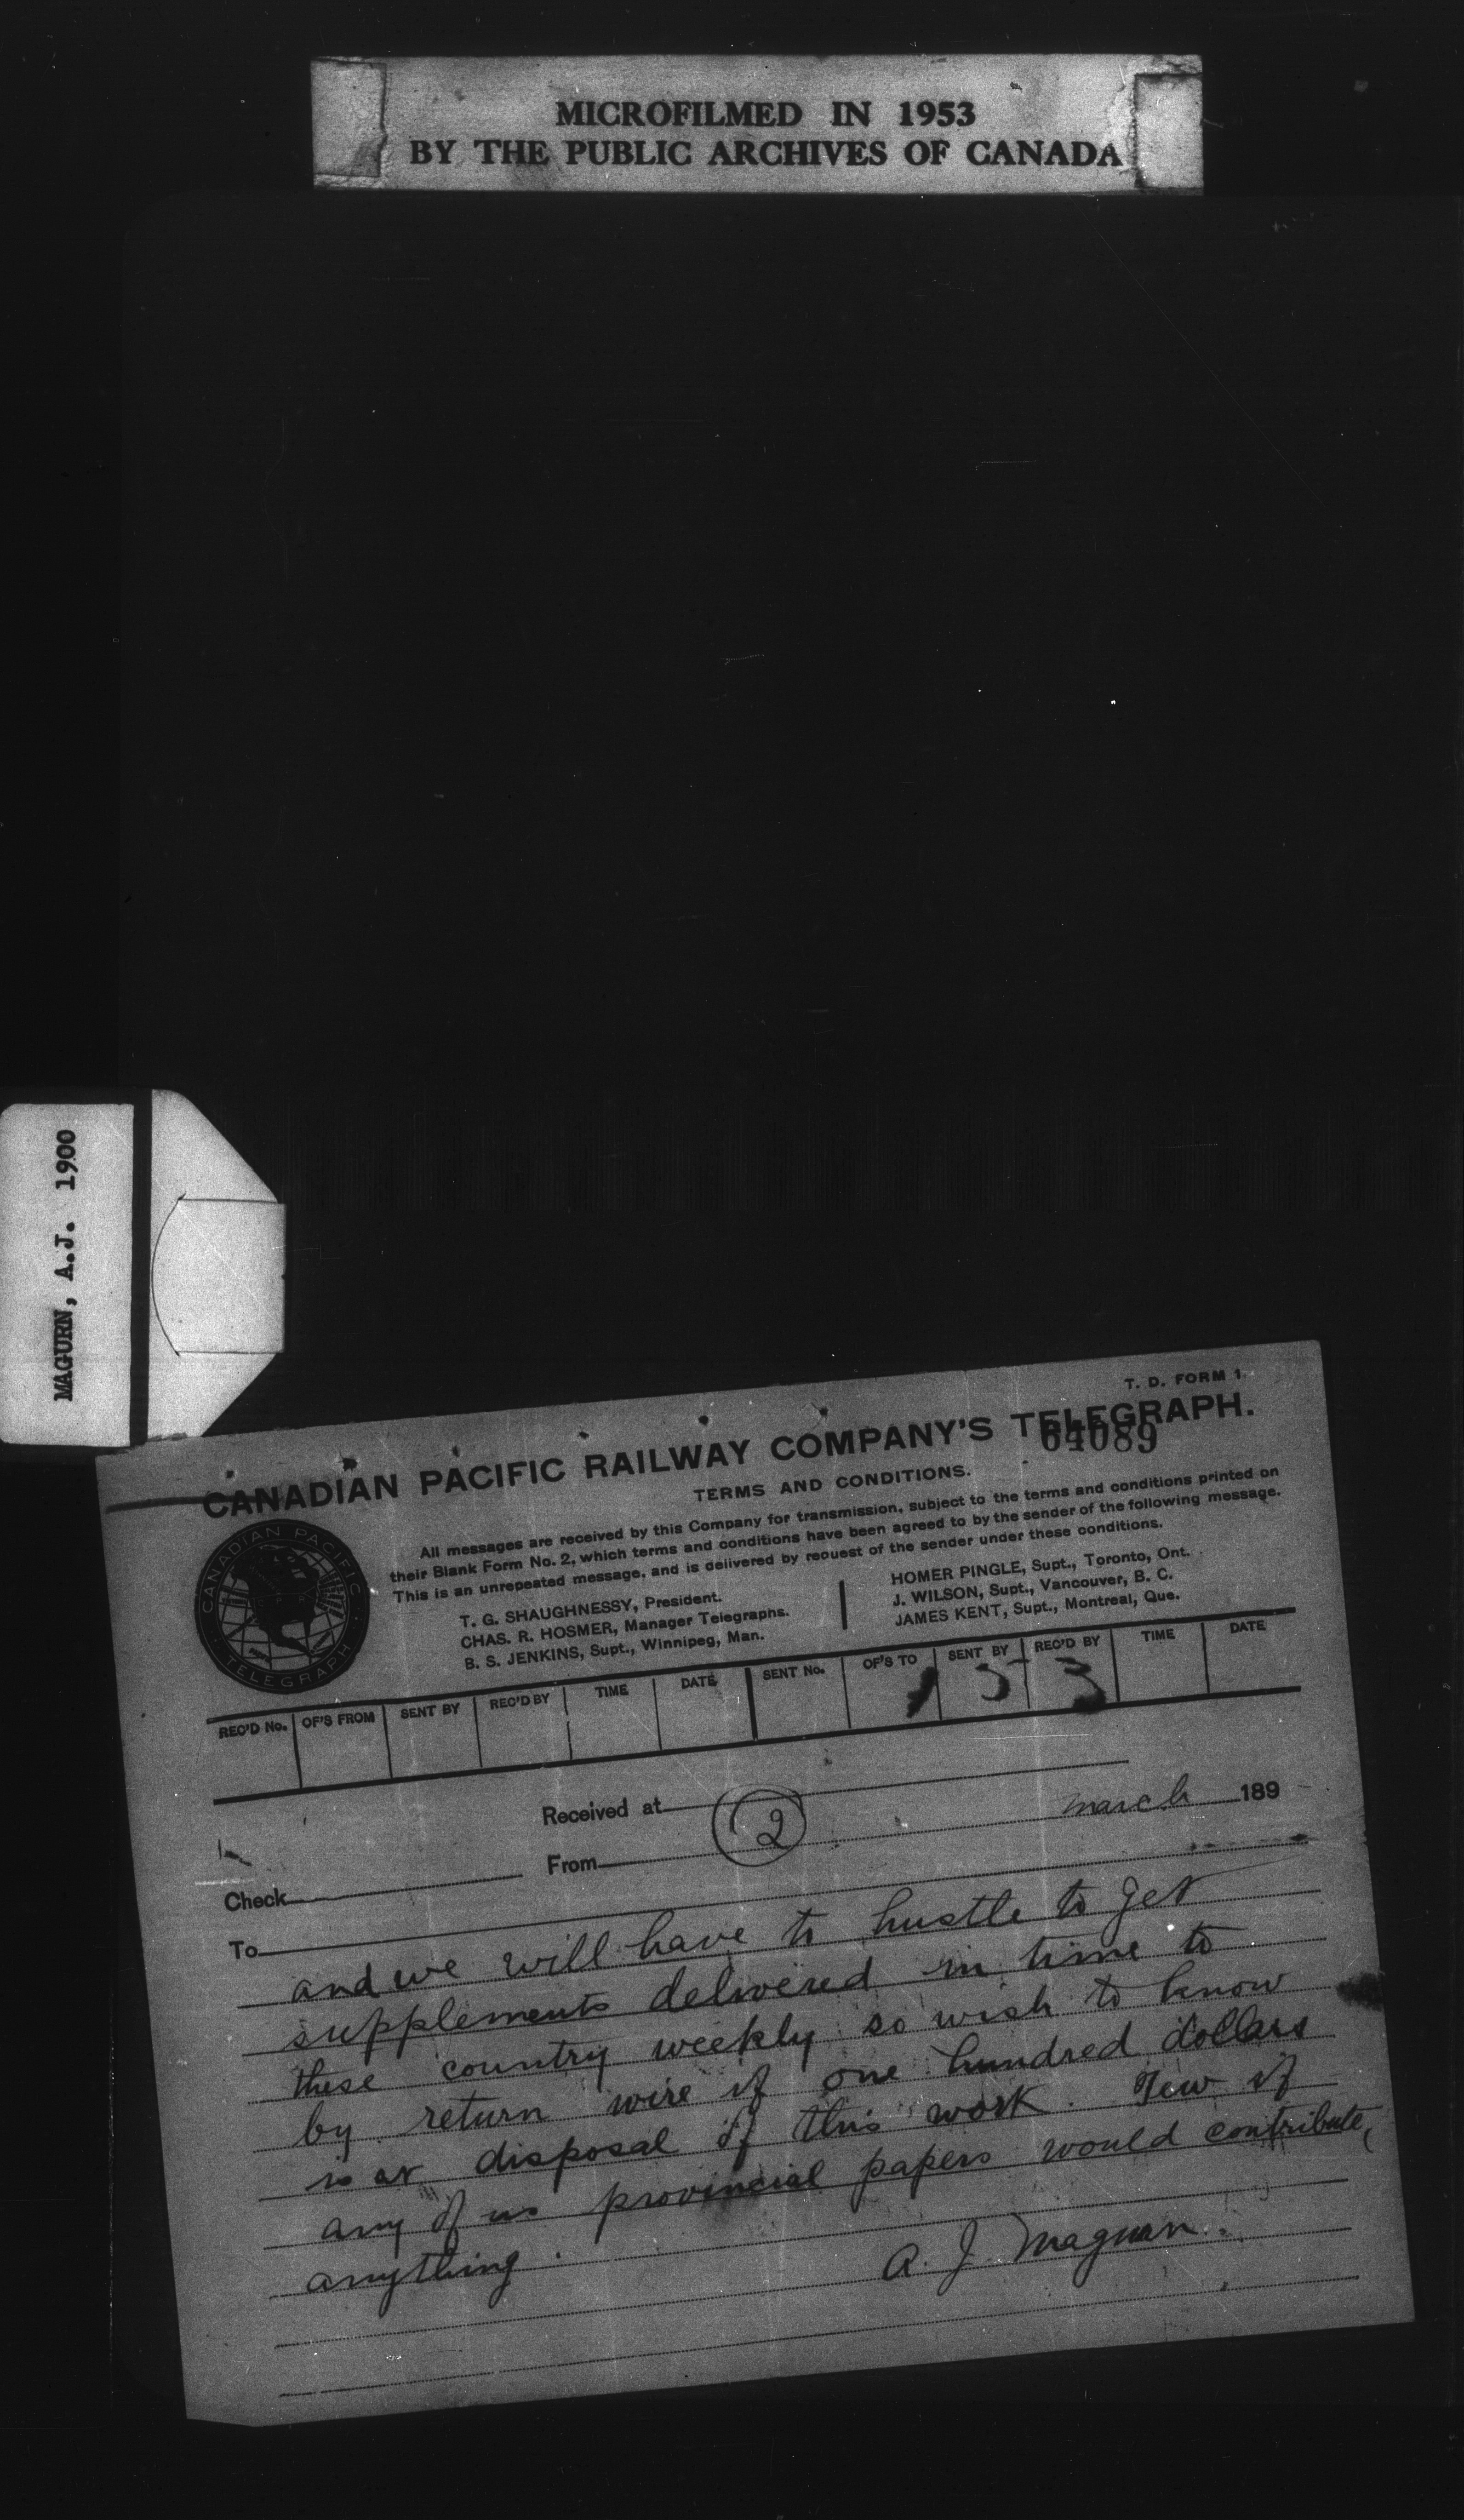 MICROFILMED IN 1953
BY THE PUBLIC ARCHIVES OF CANADA
MAGURN, A.J. 1900
T. D. FORM 1
CANADIAN PACIFIC RAILWAY COMPANY'S TELEGRAPH.
64089
TERMS AND CONDITIONS.
All messages are received by this Company for transmission, subject to the terms and conditions printed on
their Blank Form No. 2, which terms and conditions have been agreed to by the sender of the following message.
This is an unrepeated message, and is delivered by request of the sender under these conditions.
CANADIAN PACIFIC
TELEGRAPH
T. G. SHAUGHNESSY, President.
CHAS. R. HOSMER, Manager Telegraphs.
B. S. JENKINS, Supt., Winnipeg, Man.
HOMER PINGLE, Supt., Toronto, Ont.
J. WILSON, Supt., Vancouver, B. C.
JAMES KENT, Supt., Montreal, Que.
REC'D No. OF'S FROM SENT BY REC'D BY TIME DATE SENT No. OF'S TO SENT BY REC'D BY TIME DATE
1 5 3
Received at
march 189
2
Check From
To
and we will have to hustle to get
supplements delivered in time to
these country weekly so wish to know
by return wire if one hundred dollars
is at disposal of this work. Few if
any of us provincial papers would contribute
anything.
A. J. Magurn.